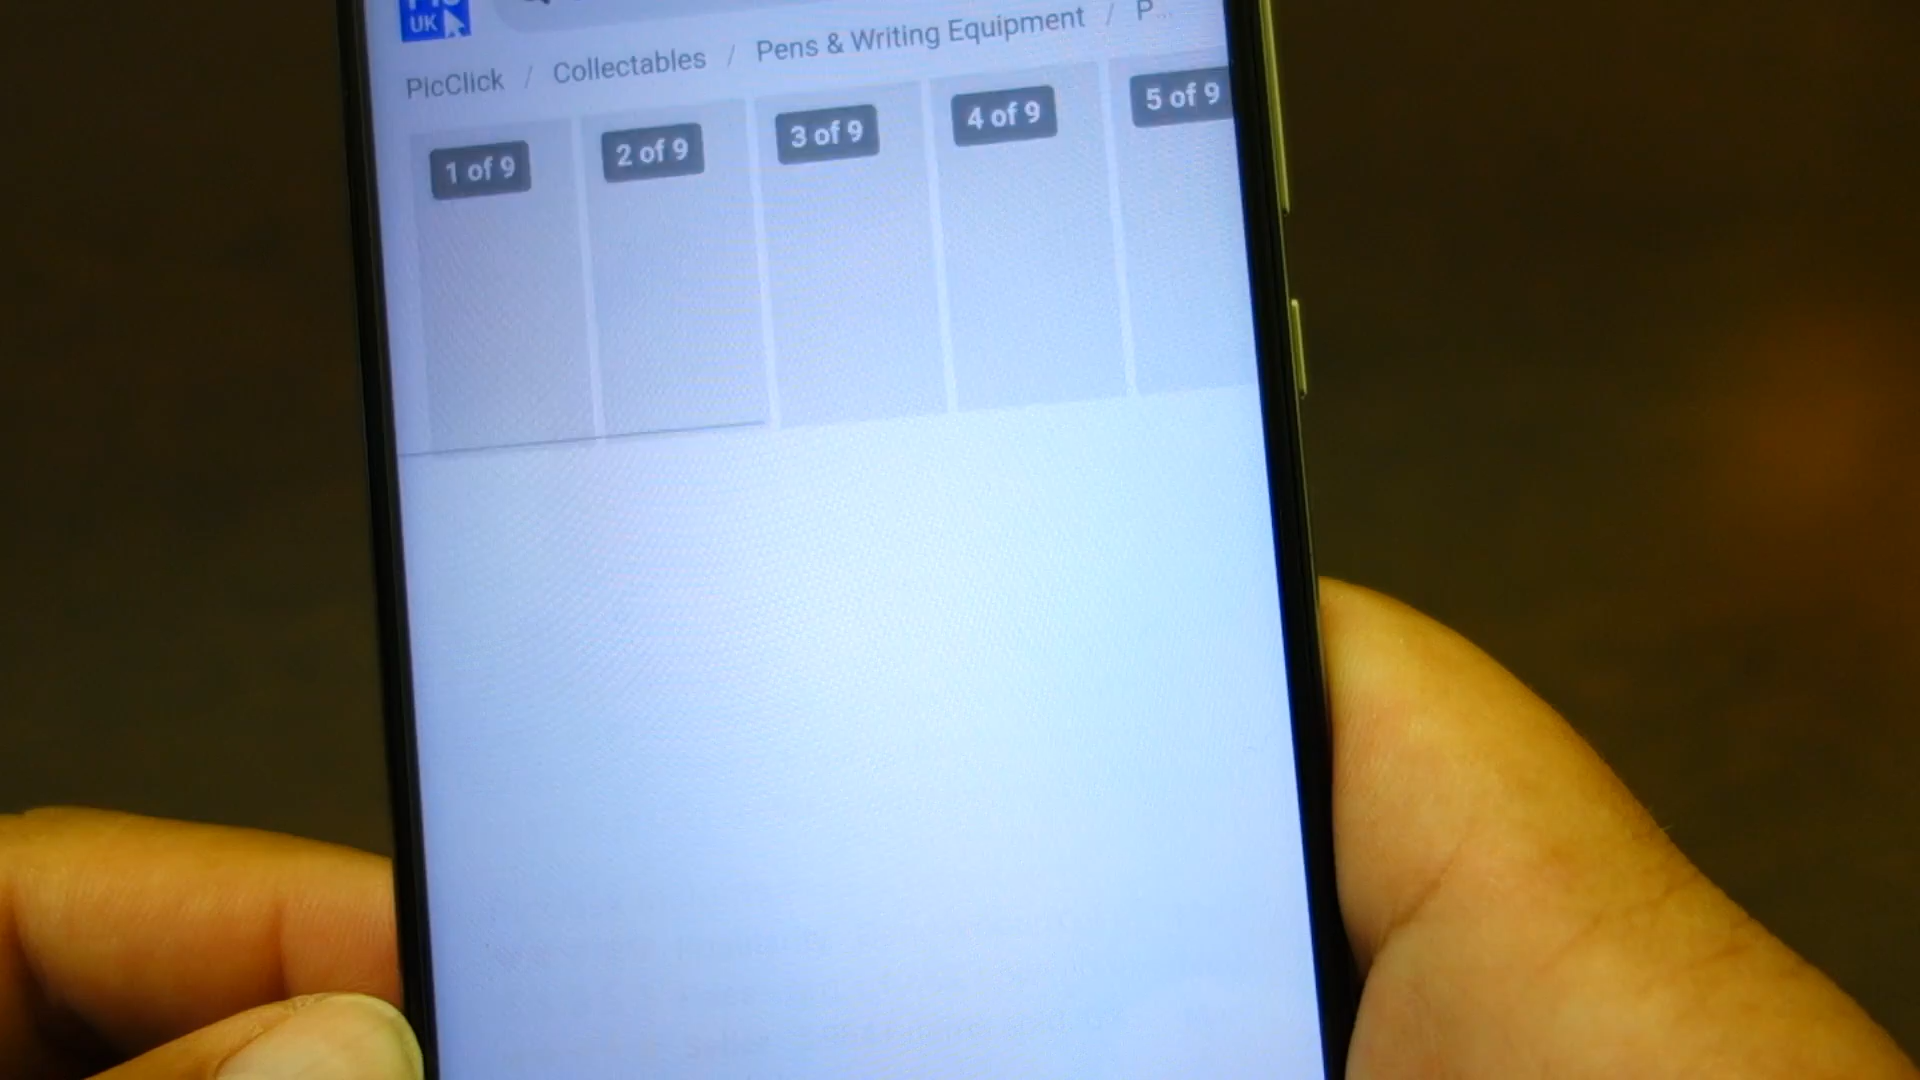 UK
PicClick / Collectables / Pens & Writing Equipment / P...
1 of 9
2 of 9
3 of 9
4 of 9
5 of 9